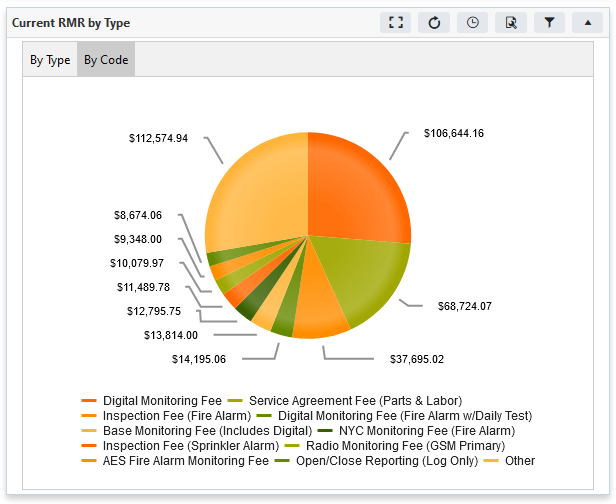 Current RMR by Type
By Type By Code
$112,574.94
$106,644.16
$8,674.06
$9,348.00
$10,079.97
$11,489.78
$12,795.75
$13,814.00
$14,195.06
$68,724.07
$37,695.02
Digital Monitoring Fee Service Agreement Fee (Parts & Labor)
Inspection Fee (Fire Alarm) Digital Monitoring Fee (Fire Alarm w/Daily Test)
Base Monitoring Fee (Includes Digital) NYC Monitoring Fee (Fire Alarm)
Inspection Fee (Sprinkler Alarm) Radio Monitoring Fee (GSM Primary)
AES Fire Alarm Monitoring Fee Open/Close Reporting (Log Only) Other